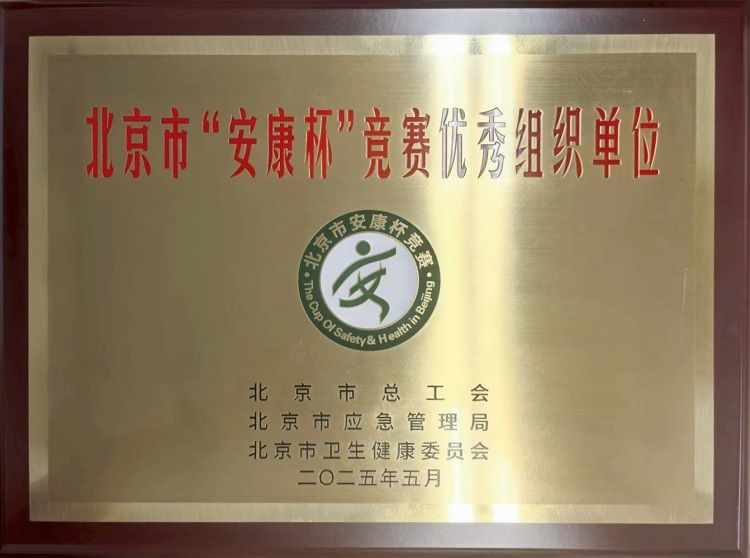 北京市“安康杯”竞赛优秀组织单位
·北京市安康杯竞赛·
The Cup Of Safety & Health in Beijing
北京市总工会
北京市应急管理局
北京市卫生健康委员会
二〇二五年五月